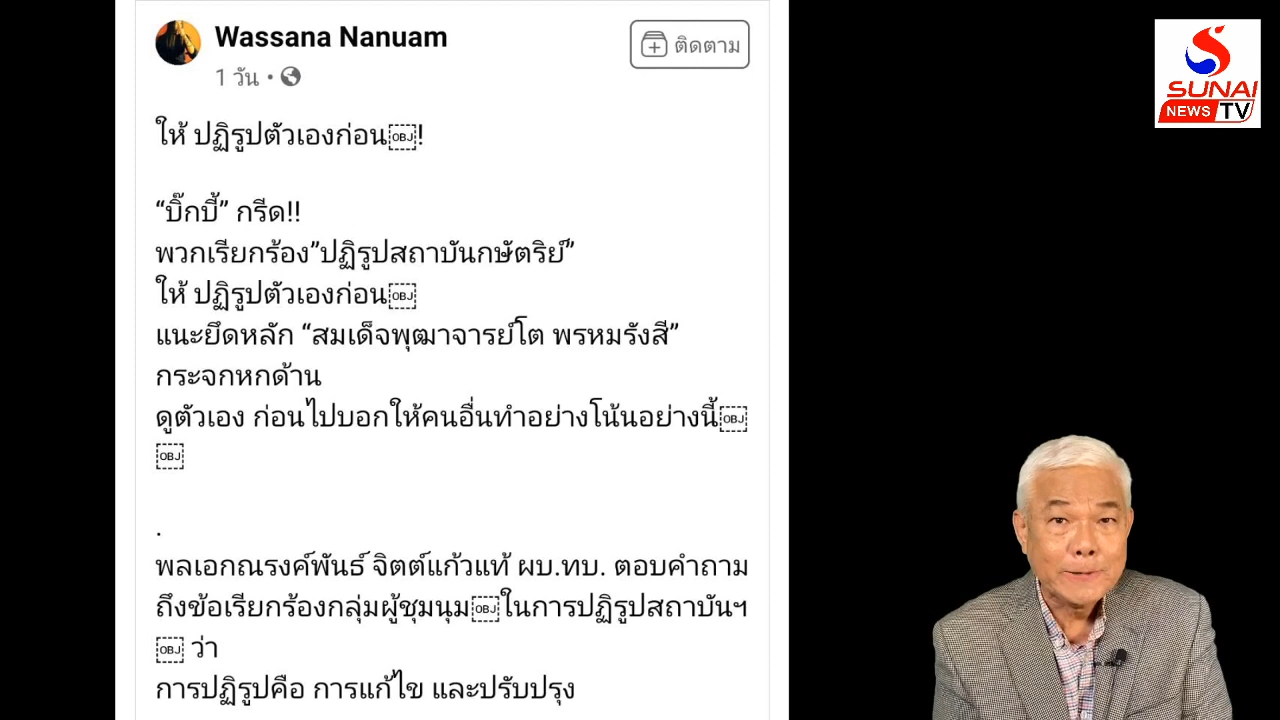 Wassana Nanuam
ติดตาม
1 วัน •
ให้ ปฏิรูปตัวเองก่อน￼!
“บิ๊กบี้” กรีด!!
พวกเรียกร้อง”ปฏิรูปสถาบันกษัตริย์”
ให้ ปฏิรูปตัวเองก่อน￼
แนะยึดหลัก “สมเด็จพุฒาจารย์โต พรหมรังสี”
กระจกหกด้าน
ดูตัวเอง ก่อนไปบอกให้คนอื่นทำอย่างโน้นอย่างนี้￼
￼
.
พลเอกณรงค์พันธ์ จิตต์แก้วแท้ ผบ.ทบ. ตอบคำถาม
ถึงข้อเรียกร้องกลุ่มผู้ชุมนุม￼ในการปฏิรูปสถาบันฯ
￼ ว่า
การปฏิรูปคือ การแก้ไข และปรับปรุง
SUNAI
NEWS TV